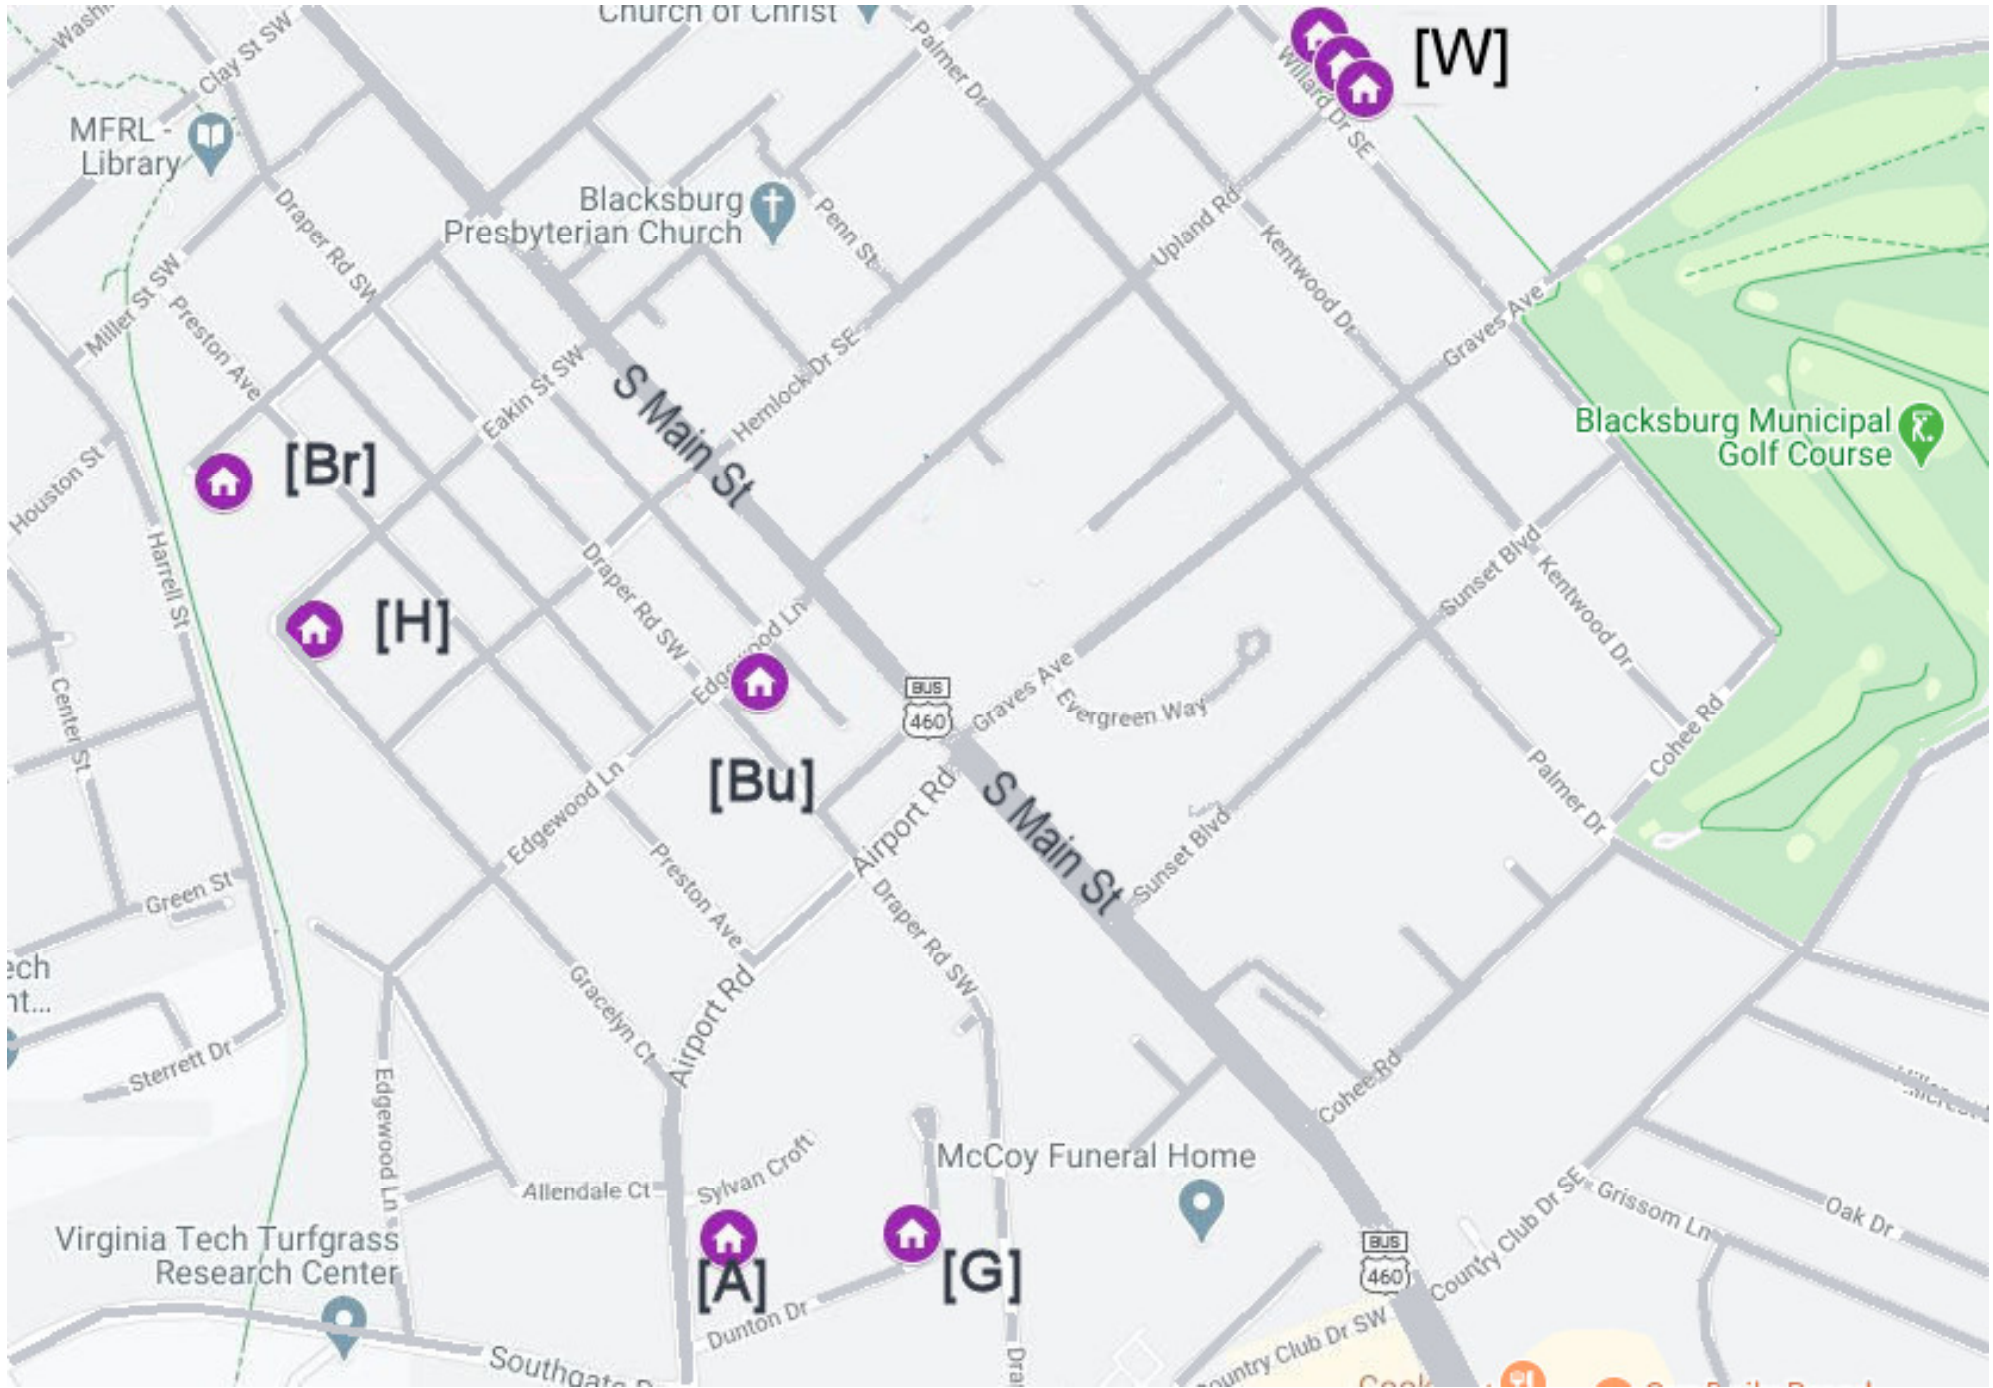 Church of Christ
Clay St SW
Palmer Dr
[W]
Willard Dr SE
MFRL -
Library
Draper Rd SW
Blacksburg
Presbyterian Church
Penn St
Upland Rd
Kentwood Dr
Miller St SW
Preston Ave
Graves Ave
Eakin St SW
S Main St
Hemlock Dr SE
Blacksburg Municipal
Golf Course
[Br]
Houston St
Harrell St
[H]
Draper Rd SW
Edgewood Ln
Sunset Blvd
Kentwood Dr
Center St
BUS
460
Graves Ave
Evergreen Way
Cohee Rd
[Bu]
Edgewood Ln
Airport Rd
S Main St
Palmer Dr
Sunset Blvd
Preston Ave
Green St
Draper Rd SW
ech
nt...
Gracelyn Ct
Airport Rd
Sterrett Dr
Edgewood Ln
Cohee Rd
McCoy Funeral Home
Allendale Ct
Sylvan Croft
Grissom Ln
Oak Dr
Country Club Dr SE
Virginia Tech Turfgrass
Research Center
[A]
[G]
BUS
460
Dunton Dr
Country Club Dr SW
Southgate